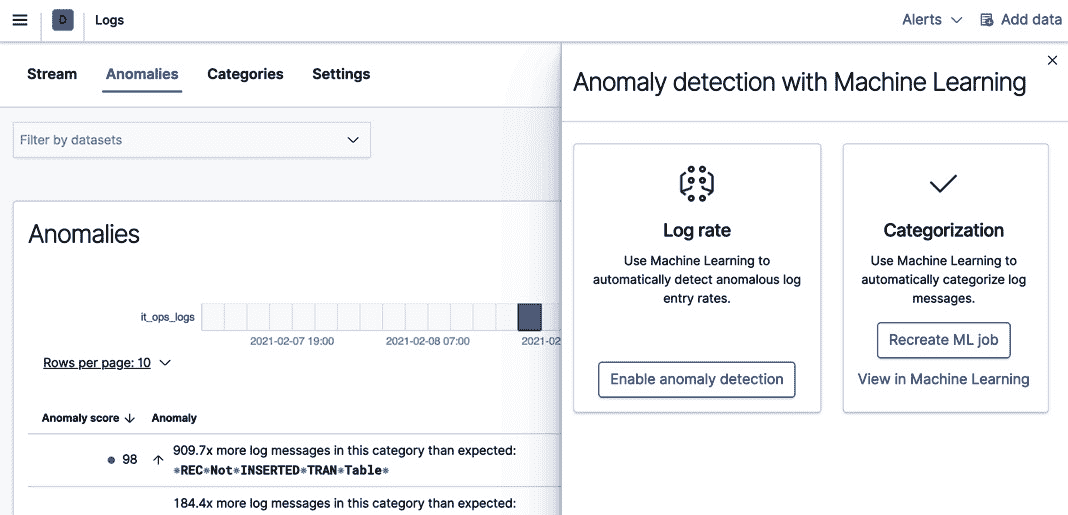 D
Logs
Alerts
Add data
Stream
Anomalies
Categories
Settings
Filter by datasets
Anomalies
it_ops_logs
2021-02-07 19:00
2021-02-08 07:00
2021-02
Rows per page: 10
Anomaly score
Anomaly
98
909.7x more log messages in this category than expected:
*REC*Not*INSERTED*TRAN*Table*
184.4x more log messages in this category than expected:
Anomaly detection with Machine Learning
Log rate
Use Machine Learning to
automatically detect anomalous log
entry rates.
Enable anomaly detection
Categorization
Use Machine Learning to
automatically categorize log
messages.
Recreate ML job
View in Machine Learning